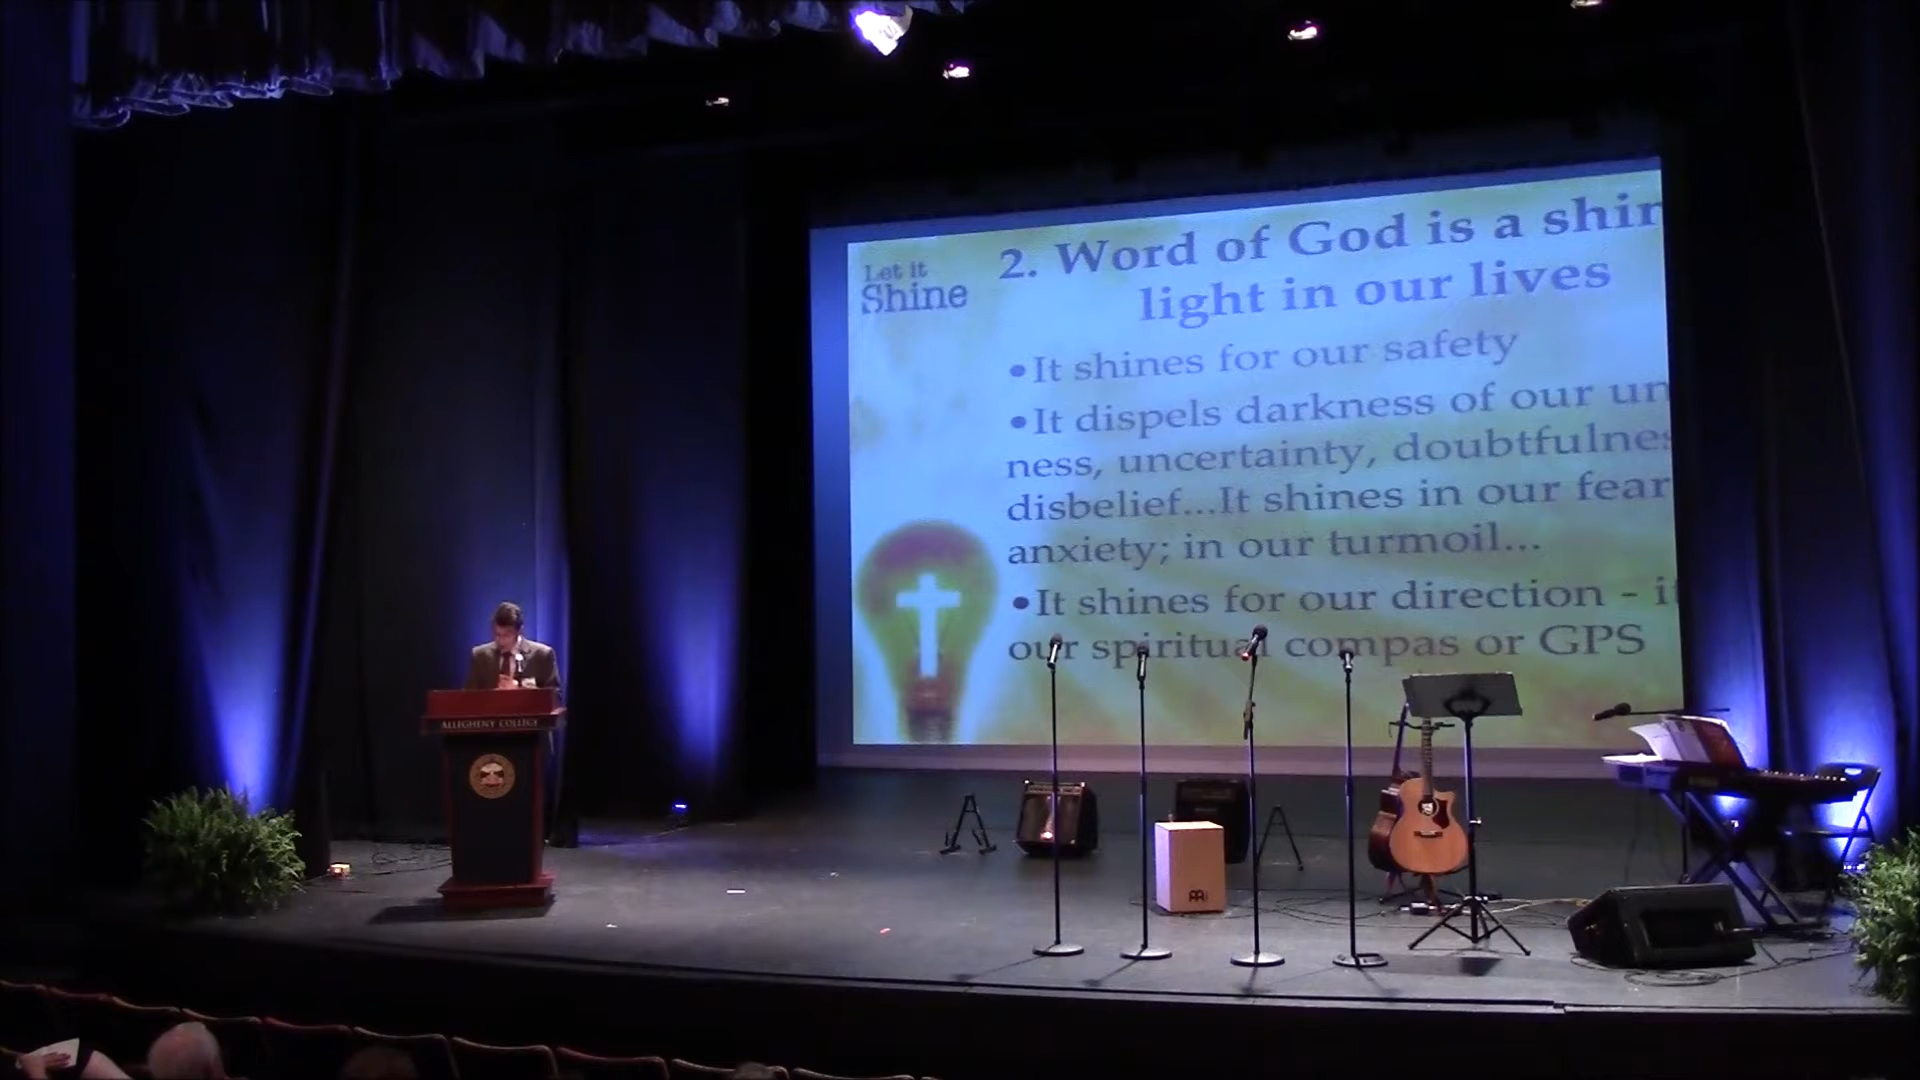 Let it
Shine
2. Word of God is a shin
light in our lives
•It shines for our safety
•It dispels darkness of our un
ness, uncertainty, doubtfulnes
disbelief...It shines in our fear
anxiety; in our turmoil...
•It shines for our direction - it
our spiritual compas or GPS
ALLEGHENY COLLEGE